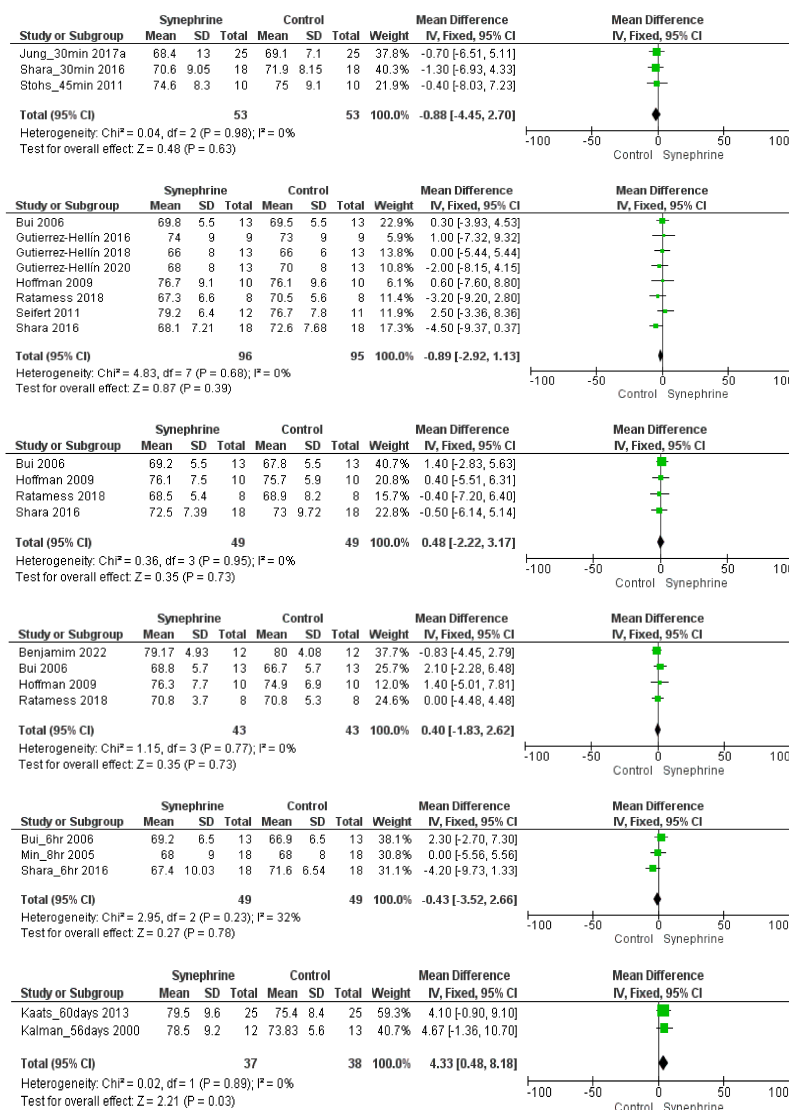 Synephrine Control Mean Difference Mean Difference
Study or Subgroup Mean SD Total Mean SD Total Weight IV, Fixed, 95% CI IV, Fixed, 95% CI
Jung_30min 2017a 68.4 13 25 69.1 7.1 25 37.8% -0.70 [-6.51, 5.11]
Shara_30min 2016 70.6 9.05 18 71.9 8.15 18 40.3% -1.30 [-6.93, 4.33]
Stohs_45min 2011 74.6 8.3 10 75 9.1 10 21.9% -0.40 [-8.03, 7.23]
Total (95% CI) 53 53 100.0% -0.88 [-4.45, 2.70]
Heterogeneity: Chi² = 0.04, df = 2 (P = 0.98); I² = 0%
Test for overall effect: Z = 0.48 (P = 0.63)
-100 -50 0 50 100
Control Synephrine
Synephrine Control Mean Difference Mean Difference
Study or Subgroup Mean SD Total Mean SD Total Weight IV, Fixed, 95% CI IV, Fixed, 95% CI
Bui 2006 69.8 5.5 13 69.5 5.5 13 22.9% 0.30 [-3.93, 4.53]
Gutierrez-Hellín 2016 74 9 9 73 9 9 5.9% 1.00 [-7.32, 9.32]
Gutierrez-Hellín 2018 66 8 13 66 6 13 13.8% 0.00 [-5.44, 5.44]
Gutierrez-Hellín 2020 68 8 13 70 8 13 10.8% -2.00 [-8.15, 4.15]
Hoffman 2009 76.7 9.1 10 76.1 9.6 10 6.1% 0.60 [-7.60, 8.80]
Ratamess 2018 67.3 6.6 8 70.5 5.6 8 11.4% -3.20 [-9.20, 2.80]
Seifert 2011 79.2 6.4 12 76.7 7.8 11 11.9% 2.50 [-3.36, 8.36]
Shara 2016 68.1 7.21 18 72.6 7.68 18 17.3% -4.50 [-9.37, 0.37]
Total (95% CI) 96 95 100.0% -0.89 [-2.92, 1.13]
Heterogeneity: Chi² = 4.83, df = 7 (P = 0.68); I² = 0%
Test for overall effect: Z = 0.87 (P = 0.39)
-100 -50 0 50 100
Control Synephrine
Synephrine Control Mean Difference Mean Difference
Study or Subgroup Mean SD Total Mean SD Total Weight IV, Fixed, 95% CI IV, Fixed, 95% CI
Bui 2006 69.2 5.5 13 67.8 5.5 13 40.7% 1.40 [-2.83, 5.63]
Hoffman 2009 76.1 7.5 10 75.7 5.9 10 20.8% 0.40 [-5.51, 6.31]
Ratamess 2018 68.5 5.4 8 68.9 8.2 8 15.7% -0.40 [-7.20, 6.40]
Shara 2016 72.5 7.39 18 73 9.72 18 22.8% -0.50 [-6.14, 5.14]
Total (95% CI) 49 49 100.0% 0.48 [-2.22, 3.17]
Heterogeneity: Chi² = 0.36, df = 3 (P = 0.95); I² = 0%
Test for overall effect: Z = 0.35 (P = 0.73)
-100 -50 0 50 100
Control Synephrine
Synephrine Control Mean Difference Mean Difference
Study or Subgroup Mean SD Total Mean SD Total Weight IV, Fixed, 95% CI IV, Fixed, 95% CI
Benjamim 2022 79.17 4.93 12 80 4.08 12 37.7% -0.83 [-4.45, 2.79]
Bui 2006 68.8 5.7 13 66.7 5.7 13 25.7% 2.10 [-2.28, 6.48]
Hoffman 2009 76.3 7.7 10 74.9 6.9 10 12.0% 1.40 [-5.01, 7.81]
Ratamess 2018 70.8 3.7 8 70.8 5.3 8 24.6% 0.00 [-4.48, 4.48]
Total (95% CI) 43 43 100.0% 0.40 [-1.83, 2.62]
Heterogeneity: Chi² = 1.15, df = 3 (P = 0.77); I² = 0%
Test for overall effect: Z = 0.35 (P = 0.73)
-100 -50 0 50 100
Control Synephrine
Synephrine Control Mean Difference Mean Difference
Study or Subgroup Mean SD Total Mean SD Total Weight IV, Fixed, 95% CI IV, Fixed, 95% CI
Bui_6hr 2006 69.2 6.5 13 66.9 6.5 13 38.1% 2.30 [-2.70, 7.30]
Min_8hr 2005 68 9 18 68 8 18 30.8% 0.00 [-5.56, 5.56]
Shara_6hr 2016 67.4 10.03 18 71.6 6.54 18 31.1% -4.20 [-9.73, 1.33]
Total (95% CI) 49 49 100.0% -0.43 [-3.52, 2.66]
Heterogeneity: Chi² = 2.95, df = 2 (P = 0.23); I² = 32%
Test for overall effect: Z = 0.27 (P = 0.78)
-100 -50 0 50 100
Control Synephrine
Synephrine Control Mean Difference Mean Difference
Study or Subgroup Mean SD Total Mean SD Total Weight IV, Fixed, 95% CI IV, Fixed, 95% CI
Kaats_60days 2013 79.5 9.6 25 75.4 8.4 25 59.3% 4.10 [-0.90, 9.10]
Kalman_56days 2000 78.5 9.2 12 73.83 5.6 13 40.7% 4.67 [-1.36, 10.70]
Total (95% CI) 37 38 100.0% 4.33 [0.48, 8.18]
Heterogeneity: Chi² = 0.02, df = 1 (P = 0.89); I² = 0%
Test for overall effect: Z = 2.21 (P = 0.03)
-100 -50 0 50 100
Control Synephrine